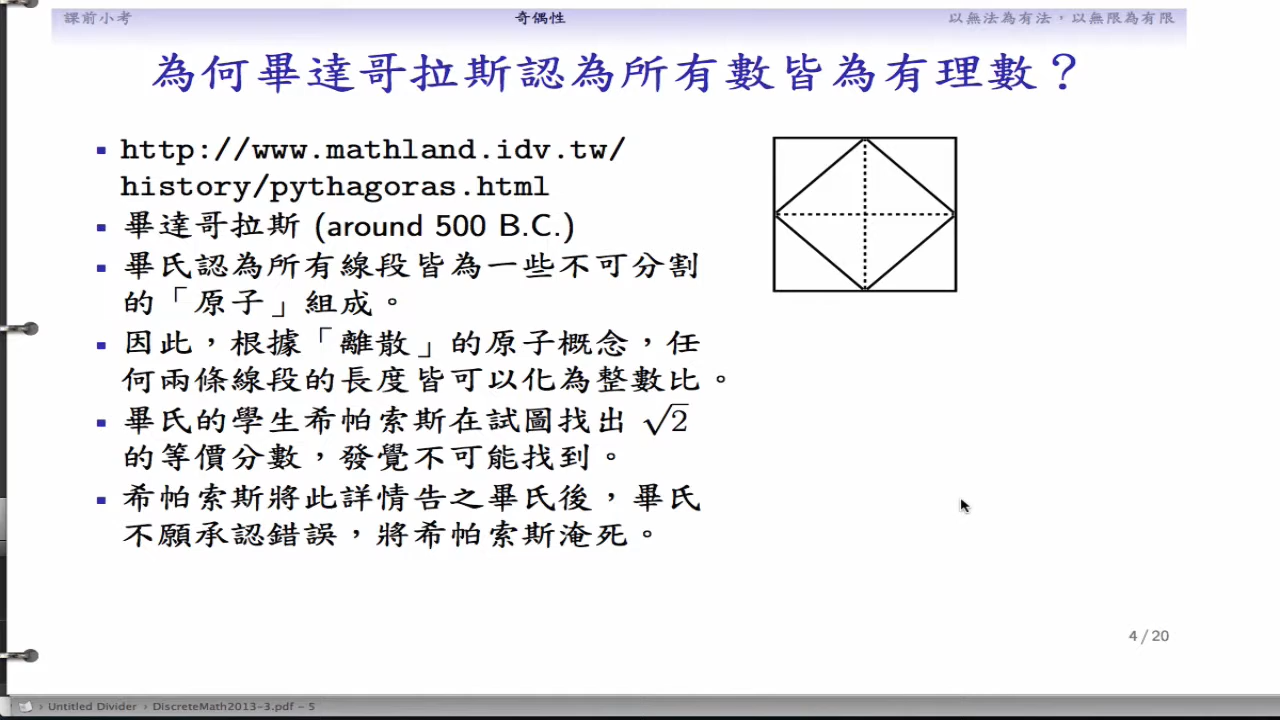 課前小考
奇偶性
以無法為有法，以無限為有限
為何畢達哥拉斯認為所有數皆為有理數？
http://www.mathland.idv.tw/
history/pythagoras.html
畢達哥拉斯 (around 500 B.C.)
畢氏認為所有線段皆為一些不可分割
的「原子」組成。
因此，根據「離散」的原子概念，任
何兩條線段的長度皆可以化為整數比。
畢氏的學生希帕索斯在試圖找出 √2
的等價分數，發覺不可能找到。
希帕索斯將此詳情告之畢氏後，畢氏
不願承認錯誤，將希帕索斯淹死。
4 / 20
› Untitled Divider › DiscreteMath2013-3.pdf – 5